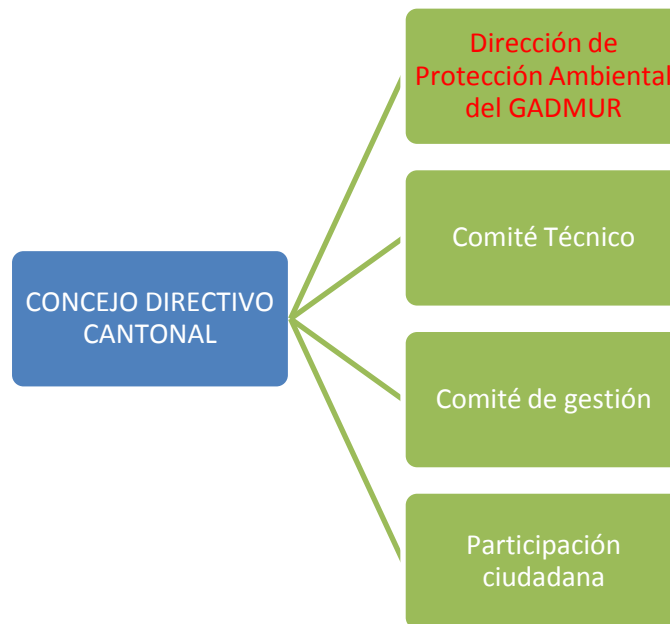 Dirección de
Protección Ambiental
del GADMUR
Comité Técnico
CONCEJO DIRECTIVO
CANTONAL
Comité de gestión
Participación
ciudadana